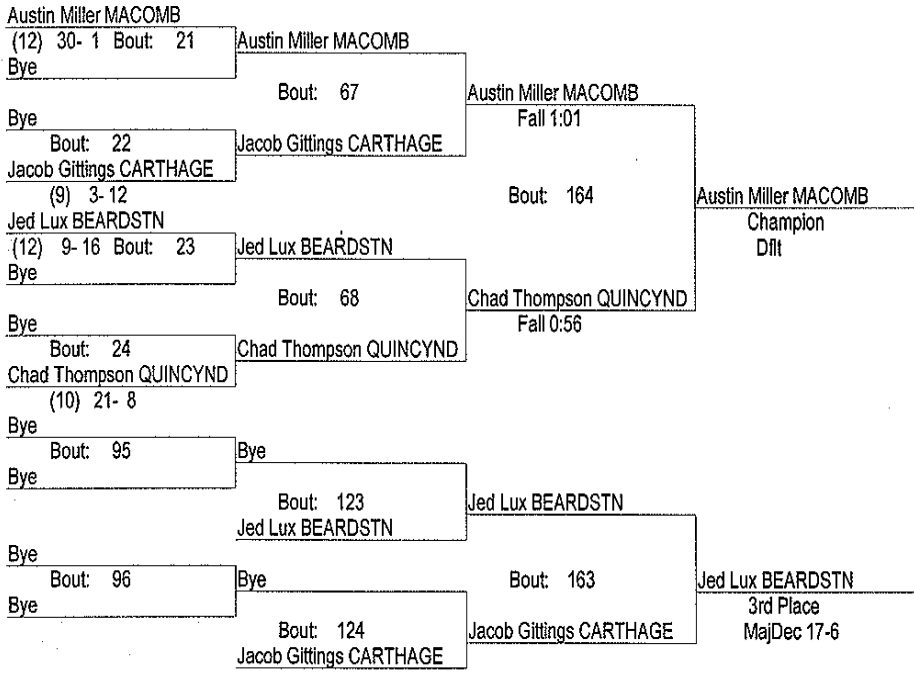 Austin Miller MACOMB
(12) 30- 1 Bout: 21
Bye
Austin Miller MACOMB
Bout: 67
Bye
Bout: 22
Jacob Gittings CARTHAGE
(9) 3- 12
Jacob Gittings CARTHAGE
Austin Miller MACOMB
Fall 1:01
Bout: 164
Jed Lux BEARDSTN
(12) 9- 16 Bout: 23
Bye
Jed Lux BEARDSTN
Bout: 68
Bye
Bout: 24
Chad Thompson QUINCYND
(10) 21- 8
Chad Thompson QUINCYND
Chad Thompson QUINCYND
Fall 0:56
Austin Miller MACOMB
Champion
Dflt
Bye
Bout: 95
Bye
Bye
Bout: 123
Jed Lux BEARDSTN
Jed Lux BEARDSTN
Bye
Bout: 96
Bye
Bye
Bout: 124
Jacob Gittings CARTHAGE
Bout: 163
Jacob Gittings CARTHAGE
Jed Lux BEARDSTN
3rd Place
MajDec 17-6